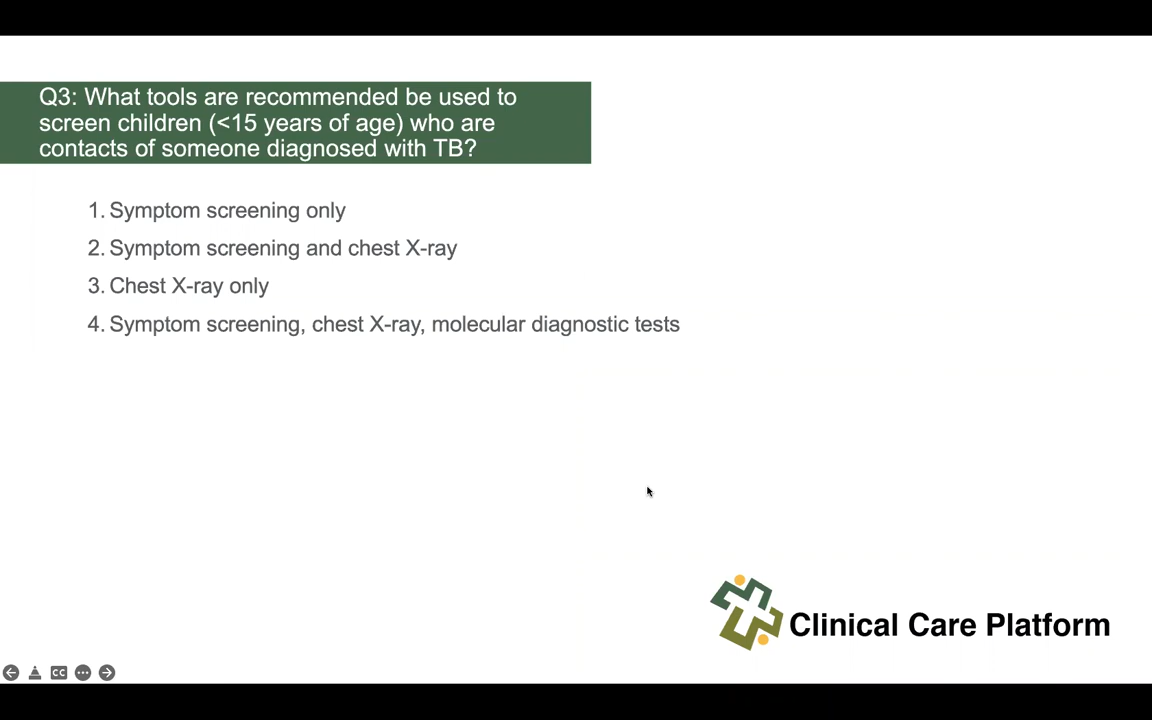 Q3: What tools are recommended be used to
screen children (<15 years of age) who are
contacts of someone diagnosed with TB?
1. Symptom screening only
2. Symptom screening and chest X-ray
3. Chest X-ray only
4. Symptom screening, chest X-ray, molecular diagnostic tests
Clinical Care Platform
CC